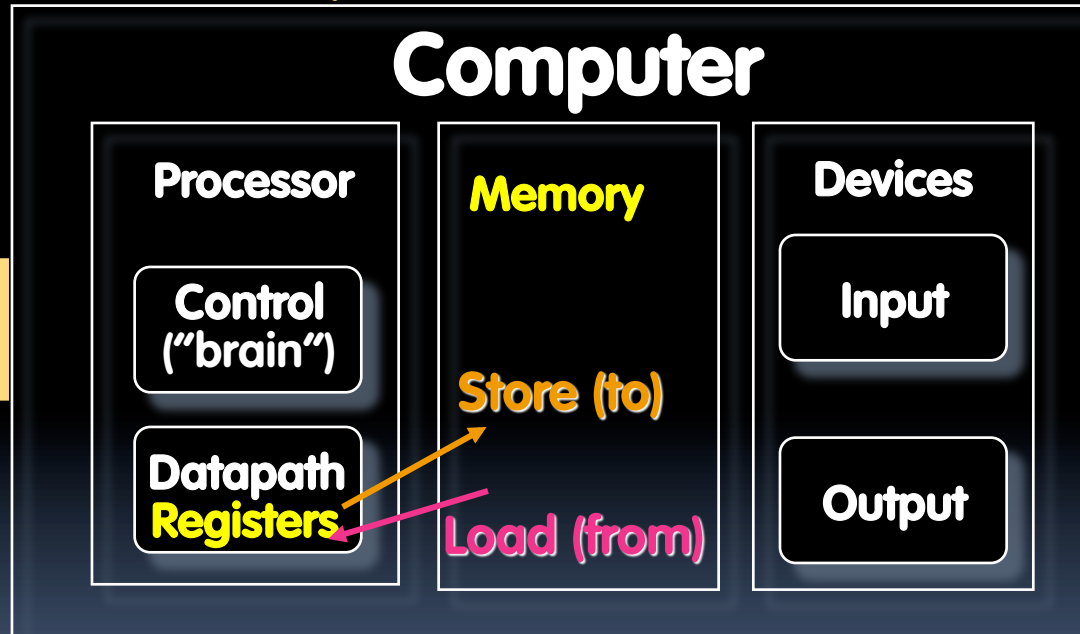 Computer
Processor
Control
("brain")
Datapath
Registers
Memory
Store (to)
Load (from)
Devices
Input
Output